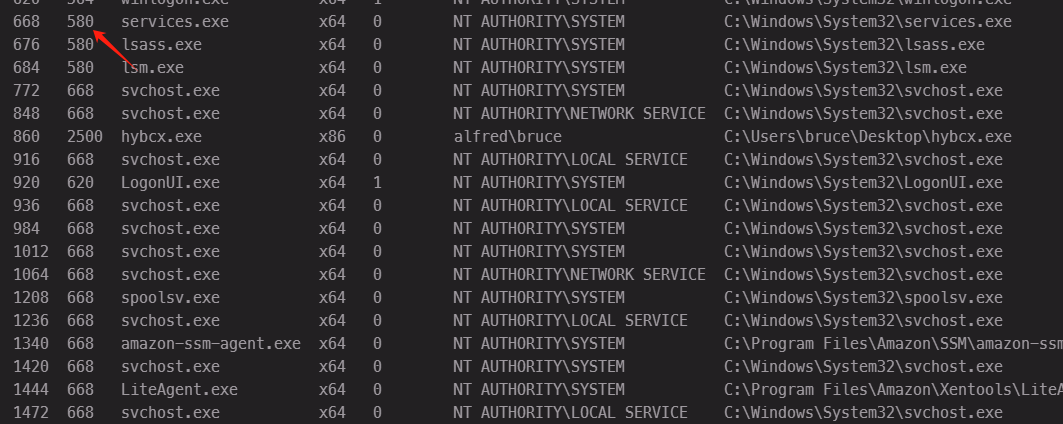 668 580 services.exe x64 0 NT AUTHORITY\SYSTEM C:\Windows\System32\services.exe
676 580 lsass.exe x64 0 NT AUTHORITY\SYSTEM C:\Windows\System32\lsass.exe
684 580 lsm.exe x64 0 NT AUTHORITY\SYSTEM C:\Windows\System32\lsm.exe
772 668 svchost.exe x64 0 NT AUTHORITY\SYSTEM C:\Windows\System32\svchost.exe
848 668 svchost.exe x64 0 NT AUTHORITY\NETWORK SERVICE C:\Windows\System32\svchost.exe
860 2500 hybcx.exe x86 0 alfred\bruce C:\Users\bruce\Desktop\hybcx.exe
916 668 svchost.exe x64 0 NT AUTHORITY\LOCAL SERVICE C:\Windows\System32\svchost.exe
920 620 LogonUI.exe x64 1 NT AUTHORITY\SYSTEM C:\Windows\System32\LogonUI.exe
936 668 svchost.exe x64 0 NT AUTHORITY\LOCAL SERVICE C:\Windows\System32\svchost.exe
984 668 svchost.exe x64 0 NT AUTHORITY\SYSTEM C:\Windows\System32\svchost.exe
1012 668 svchost.exe x64 0 NT AUTHORITY\SYSTEM C:\Windows\System32\svchost.exe
1064 668 svchost.exe x64 0 NT AUTHORITY\NETWORK SERVICE C:\Windows\System32\svchost.exe
1208 668 spoolsv.exe x64 0 NT AUTHORITY\SYSTEM C:\Windows\System32\spoolsv.exe
1236 668 svchost.exe x64 0 NT AUTHORITY\LOCAL SERVICE C:\Windows\System32\svchost.exe
1340 668 amazon-ssm-agent.exe x64 0 NT AUTHORITY\SYSTEM C:\Program Files\Amazon\SSM\amazon-ssm
1420 668 svchost.exe x64 0 NT AUTHORITY\SYSTEM C:\Windows\System32\svchost.exe
1444 668 LiteAgent.exe x64 0 NT AUTHORITY\SYSTEM C:\Program Files\Amazon\Xentools\LiteA
1472 668 svchost.exe x64 0 NT AUTHORITY\LOCAL SERVICE C:\Windows\System32\svchost.exe